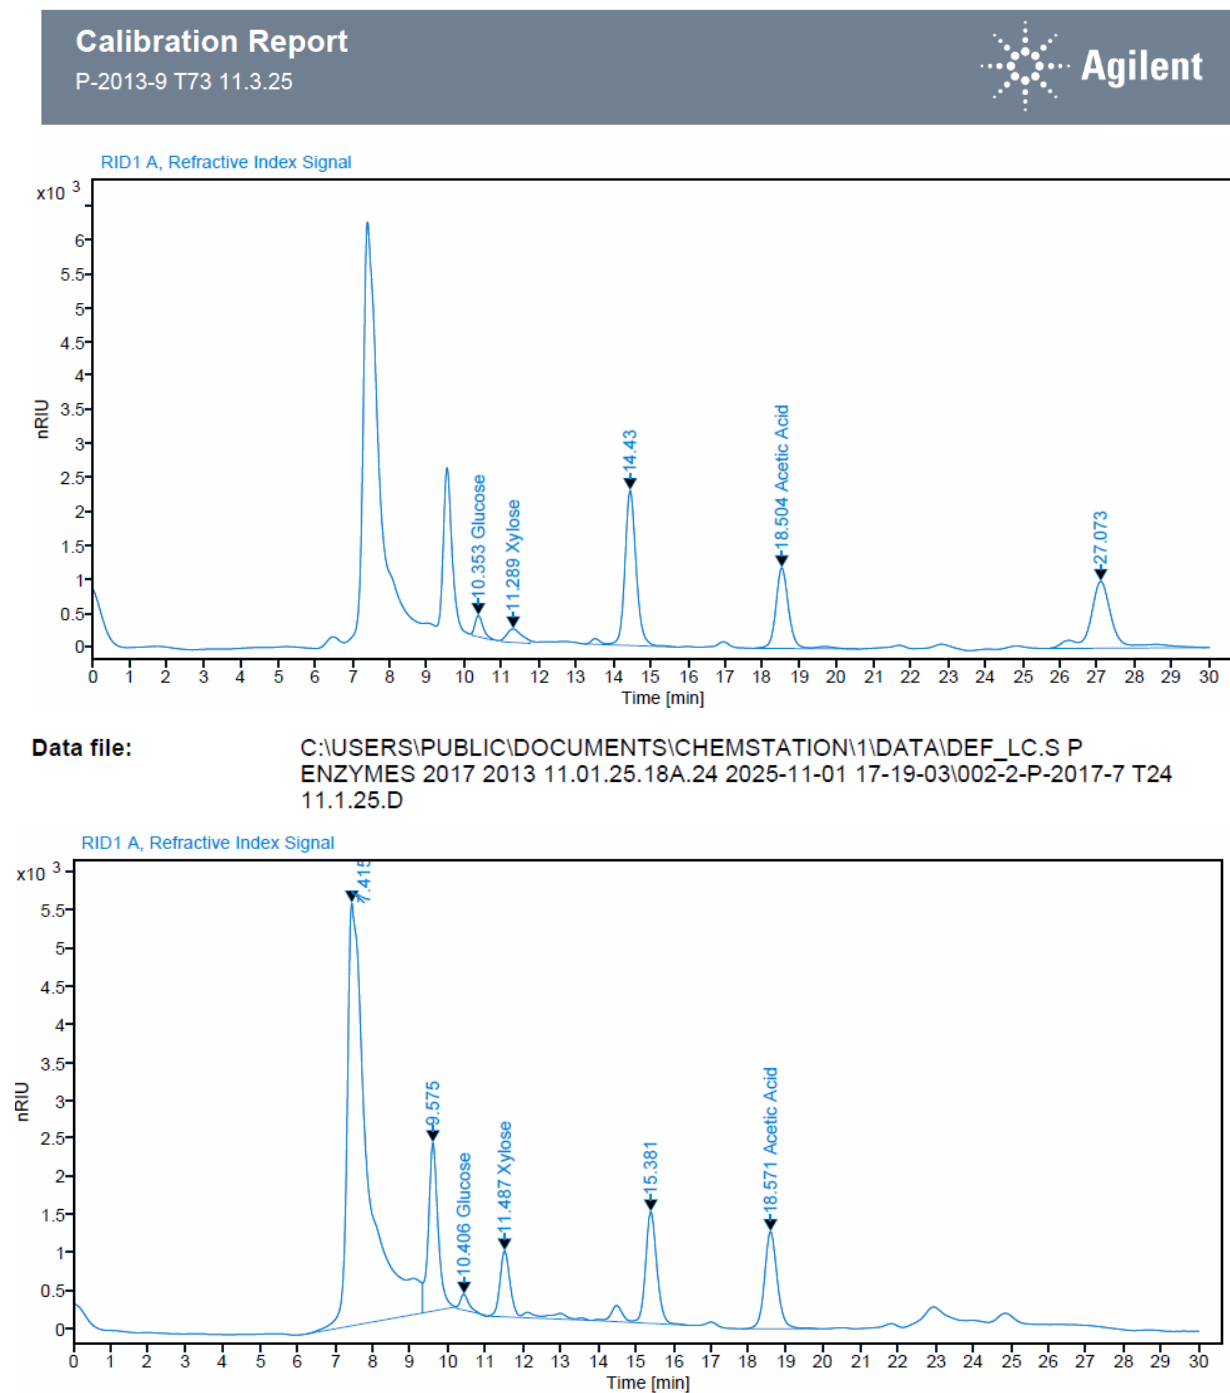 Calibration Report
P-2013-9 T73 11.3.25
Agilent
RID1 A, Refractive Index Signal
x10 3
6
5.5
5
4.5
4
3.5
3
2.5
2
1.5
1
0.5
0
nRIU
10.353 Glucose
11.289 Xylose
14.43
18.504 Acetic Acid
27.073
0 1 2 3 4 5 6 7 8 9 10 11 12 13 14 15 16 17 18 19 20 21 22 23 24 25 26 27 28 29 30
Time [min]
Data file:
C:\USERS\PUBLIC\DOCUMENTS\CHEMSTATION\1\DATA\DEF_LC.S P
ENZYMES 2017 2013 11.01.25.18A.24 2025-11-01 17-19-03\002-2-P-2017-7 T24
11.1.25.D
RID1 A, Refractive Index Signal
x10 3
5.5
5
4.5
4
3.5
3
2.5
2
1.5
1
0.5
0
nRIU
7.415
9.575
10.406 Glucose
11.487 Xylose
15.381
18.571 Acetic Acid
0 1 2 3 4 5 6 7 8 9 10 11 12 13 14 15 16 17 18 19 20 21 22 23 24 25 26 27 28 29 30
Time [min]